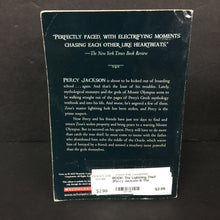 "PERFECTLY PACED, WITH ELECTRIFYING MOMENTS
CHASING EACH OTHER LIKE HEARTBEATS."
—The New York Times Book Review
PERCY JACKSON is about to be kicked out of boarding
school... again. And that's the least of his troubles. Lately,
mythological monsters and the gods of Mount Olympus seem to
be walking straight out of the pages of Percy's Greek mythology
textbook and into his life. And worse, he's angered a few of them.
Zeus's master lightning bolt has been stolen, and Percy is the
prime suspect.
Now Percy and his friends have just ten days to find and return
Zeus's stolen property and bring peace to a warring Mount
Olympus. But to succeed on his quest, Percy will have to do more
than catch the true thief: he must come to terms with the father
who abandoned him; solve the riddle of the Oracle, which warns
him of betrayal by a friend; and unravel a treachery more powerful
than the gods themselves.
SCHOLASTIC
www.scholastic
(BOOK) The Lightning Thief
(Percy Jackson & The
$2.98
$2.99